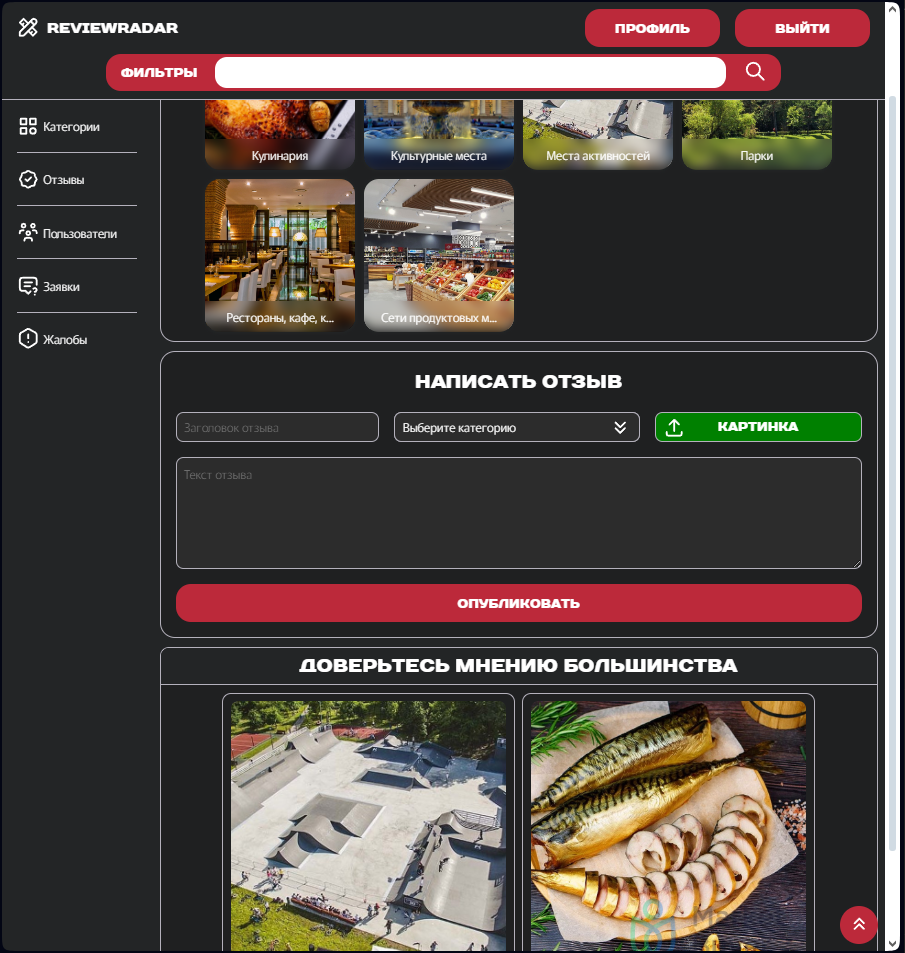 REVIEWRADAR
ПРОФИЛЬ
ВЫЙТИ
ФИЛЬТРЫ
Категории
Отзывы
Пользователи
Заявки
Жалобы
Кулинария
Культурные места
Места активностей
Парки
Рестораны, кафе, к...
Сети продуктовых м...
НАПИСАТЬ ОТЗЫВ
Заголовок отзыва
Выберите категорию
КАРТИНКА
Текст отзыва
ОПУБЛИКОВАТЬ
ДОВЕРЬТЕСЬ МНЕНИЮ БОЛЬШИНСТВА